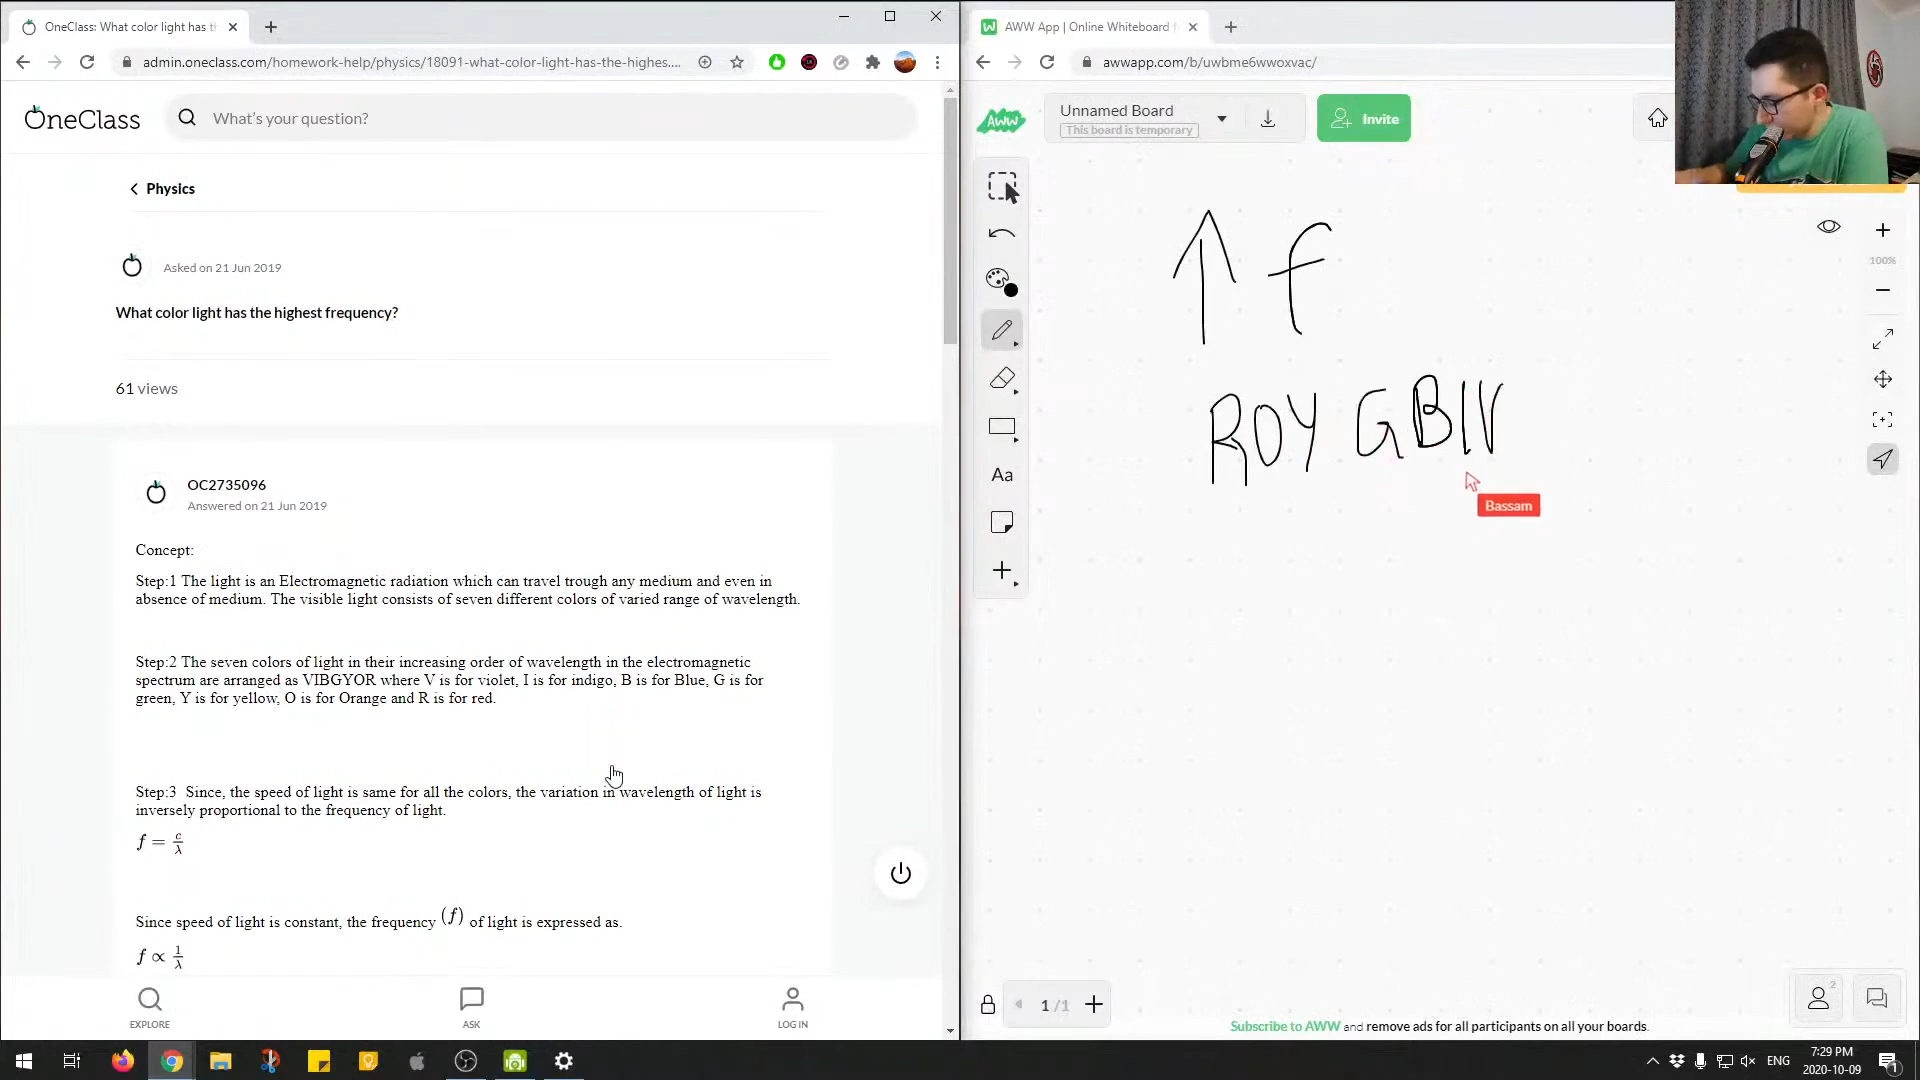 OneClass: What color light has th
admin.oneclass.com/homework-help/physics/18091-what-color-light-has-the-highes....
OneClass
What's your question?
Physics
Asked on 21 Jun 2019
What color light has the highest frequency?
61 views
OC2735096
Answered on 21 Jun 2019
Concept:
Step:1 The light is an Electromagnetic radiation which can travel trough any medium and even in
absence of medium. The visible light consists of seven different colors of varied range of wavelength.
Step:2 The seven colors of light in their increasing order of wavelength in the electromagnetic
spectrum are arranged as VIBGYOR where V is for violet, I is for indigo, B is for Blue, G is for
green, Y is for yellow, O is for Orange and R is for red.
Step:3 Since, the speed of light is same for all the colors, the variation in wavelength of light is
inversely proportional to the frequency of light.
f = c/λ
Since speed of light is constant, the frequency (f) of light is expressed as.
f ∝ 1/λ
EXPLORE
ASK
LOG IN
AWW App | Online Whiteboard f
awwapp.com/b/uwbme6wwoxvac/
AWW
Unnamed Board
This board is temporary
Invite
100%
Aa
↑ f
ROY GBIV
Bassam
1 /1
2
Subscribe to AWW and remove ads for all participants on all your boards.
ENG
7:29 PM
2020-10-09
1